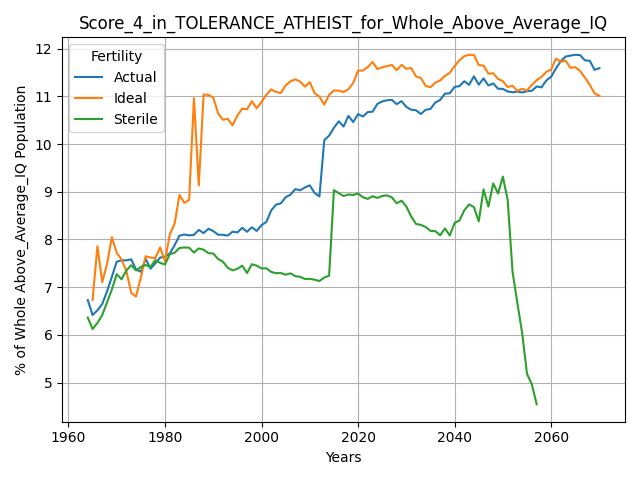 Score_4_in_TOLERANCE_ATHEIST_for_Whole_Above_Average_IQ
% of Whole Above_Average_IQ Population
12
11
10
9
8
7
6
5
Fertility
Actual
Ideal
Sterile
1960
1980
2000
2020
2040
2060
Years